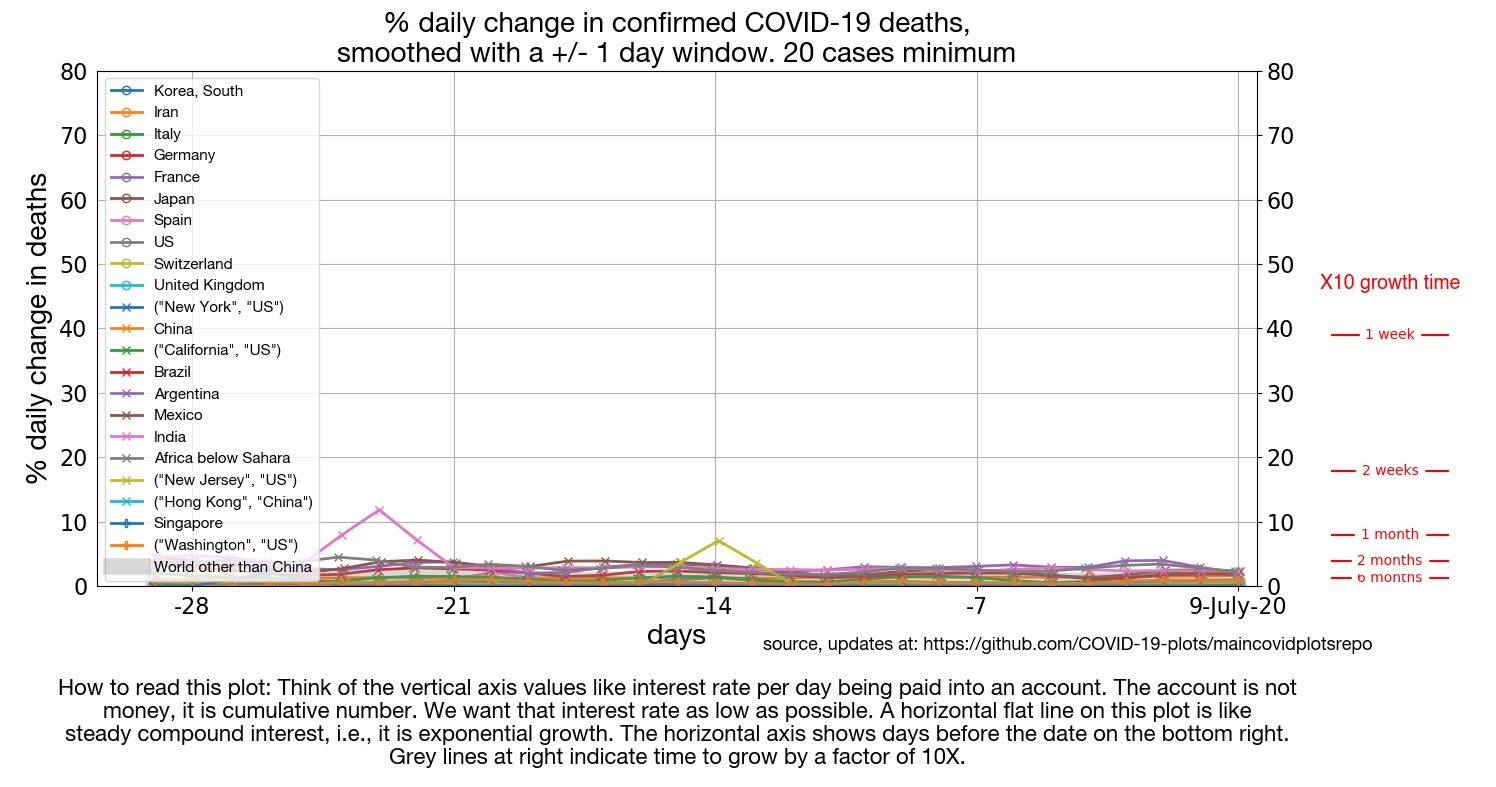 % daily change in confirmed COVID-19 deaths,
smoothed with a +/- 1 day window. 20 cases minimum
80
70
60
50
40
30
20
10
0
% daily change in deaths
Korea, South
Iran
Italy
Germany
France
Japan
Spain
US
Switzerland
United Kingdom
("New York", "US")
China
("California", "US")
Brazil
Argentina
Mexico
India
Africa below Sahara
("New Jersey", "US")
("Hong Kong", "China")
Singapore
("Washington", "US")
World other than China
80
70
60
50
40
30
20
10
0
X10 growth time
1 week
2 weeks
1 month
2 months
6 months
-28 -21 -14 -7 9-July-20
days
source, updates at: https://github.com/COVID-19-plots/maincovidplotsrepo
How to read this plot: Think of the vertical axis values like interest rate per day being paid into an account. The account is not
money, it is cumulative number. We want that interest rate as low as possible. A horizontal flat line on this plot is like
steady compound interest, i.e., it is exponential growth. The horizontal axis shows days before the date on the bottom right.
Grey lines at right indicate time to grow by a factor of 10X.